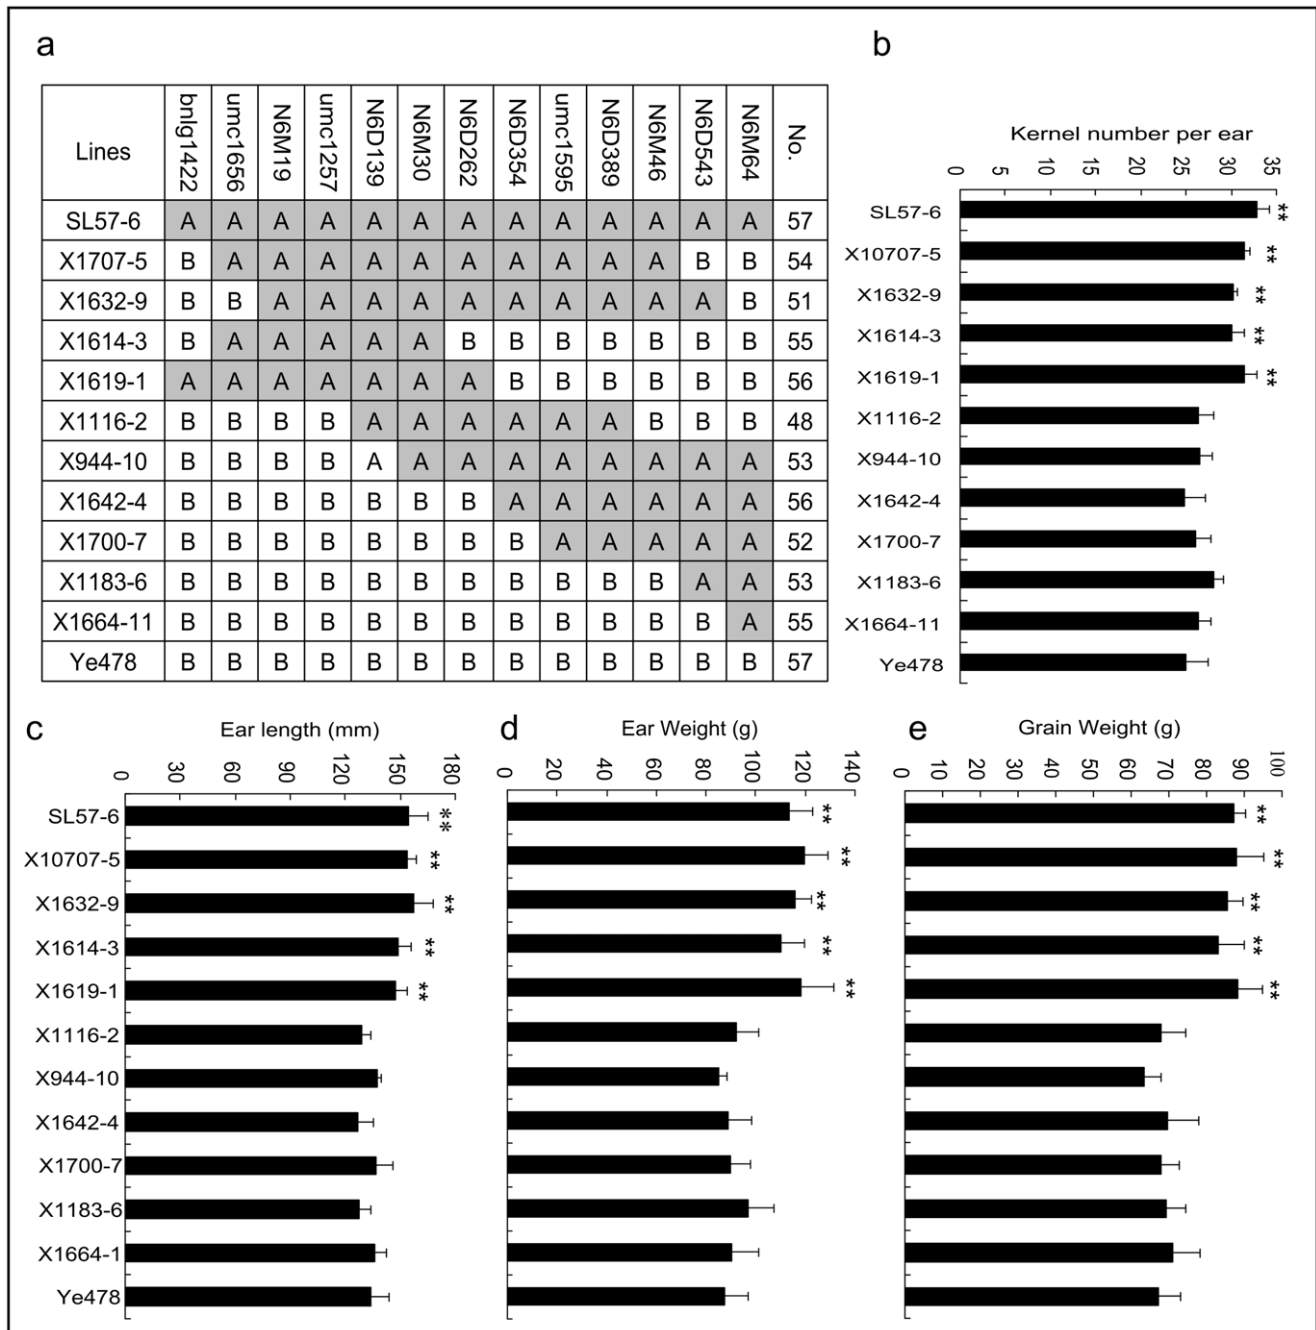 a
Lines bnlg1422 umc1656 N6M19 umc1257 N6D139 N6M30 N6D262 N6D354 umc1595 N6D389 N6M46 N6D543 N6M64 No.
SL57-6 A A A A A A A A A A A A A 57
X1707-5 B A A A A A A A A A A B B 54
X1632-9 B B A A A A A A A A A A B 51
X1614-3 B A A A A A B B B B B B B 55
X1619-1 A A A A A A A B B B B B B 56
X1116-2 B B B B A A A A A A B B B 48
X944-10 B B B B A A A A A A A A A 53
X1642-4 B B B B B B B A A A A A A 56
X1700-7 B B B B B B B B A A A A A 52
X1183-6 B B B B B B B B B B B A A 53
X1664-11 B B B B B B B B B B B B A 55
Ye478 B B B B B B B B B B B B B 57
b
Kernel number per ear
0 5 10 15 20 25 30 35
SL57-6 **
X10707-5 **
X1632-9 **
X1614-3 **
X1619-1 **
X1116-2
X944-10
X1642-4
X1700-7
X1183-6
X1664-11
Ye478
c
Ear length (mm)
0 30 60 90 120 150 180
SL57-6 **
X10707-5 **
X1632-9 **
X1614-3 **
X1619-1 **
X1116-2
X944-10
X1642-4
X1700-7
X1183-6
X1664-1
Ye478
d
Ear Weight (g)
0 20 40 60 80 100 120 140
**
**
**
**
**
e
Grain Weight (g)
0 10 20 30 40 50 60 70 80 90 100
**
**
**
**
**